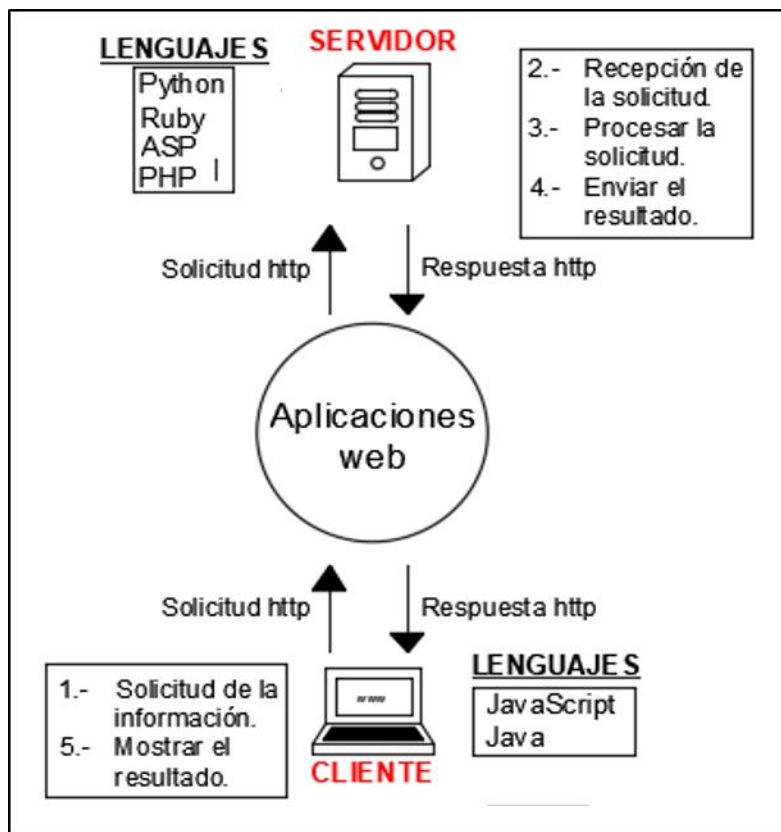 LENGUAJES
Python
Ruby
ASP
PHP
SERVIDOR
2.- Recepción de
la solicitud.
3.- Procesar la
solicitud.
4.- Enviar el
resultado.
Solicitud http
Respuesta http
Aplicaciones
web
Solicitud http
Respuesta http
1.- Solicitud de la
información.
5.- Mostrar el
resultado.
www
CLIENTE
LENGUAJES
JavaScript
Java